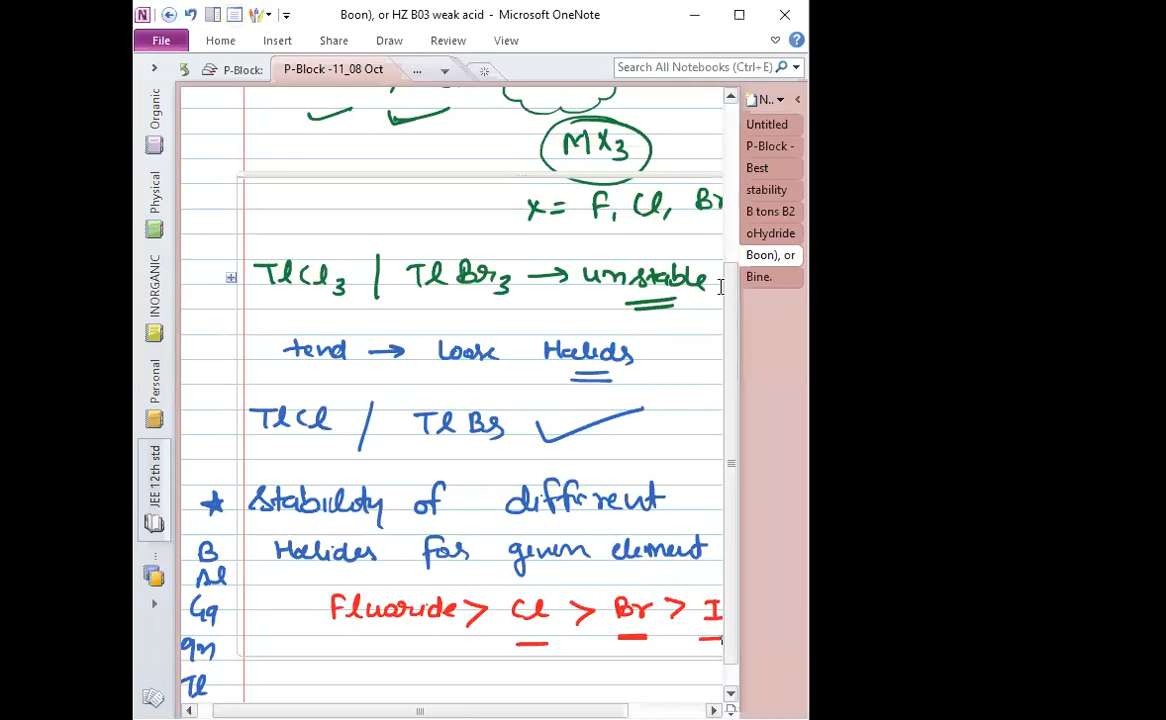 Boon), or HZ B03 weak acid - Microsoft OneNote
File Home Insert Share Draw Review View
P-Block: P-Block -11_08 Oct ... Search All Notebooks (Ctrl+E)
N..
Untitled
P-Block -
Best
stability
B tons B2
oHydride
Boon), or
Bine.
Organic
Physical
INORGANIC
Personal
JEE 12th std
MX3
x = F, Cl, Br
TlCl3 | TlBr3 → unstable
tend → loose Halids
TlCl / TlBr
★ Stability of different
B Halides for given element
Al
Ga Fluoride > Cl > Br > I
In
Tl